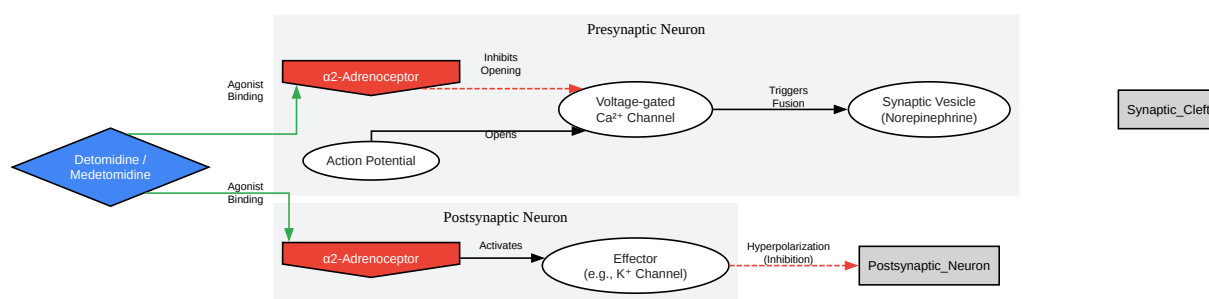 Presynaptic Neuron
α2-Adrenoceptor
Inhibits
Opening
Agonist
Binding
Voltage-gated
Ca²⁺ Channel
Triggers
Fusion
Synaptic Vesicle
(Norepinephrine)
Synaptic_Cleft
Opens
Action Potential
Detomidine /
Medetomidine
Agonist
Binding
Postsynaptic Neuron
α2-Adrenoceptor
Activates
Effector
(e.g., K⁺ Channel)
Hyperpolarization
(Inhibition)
Postsynaptic_Neuron